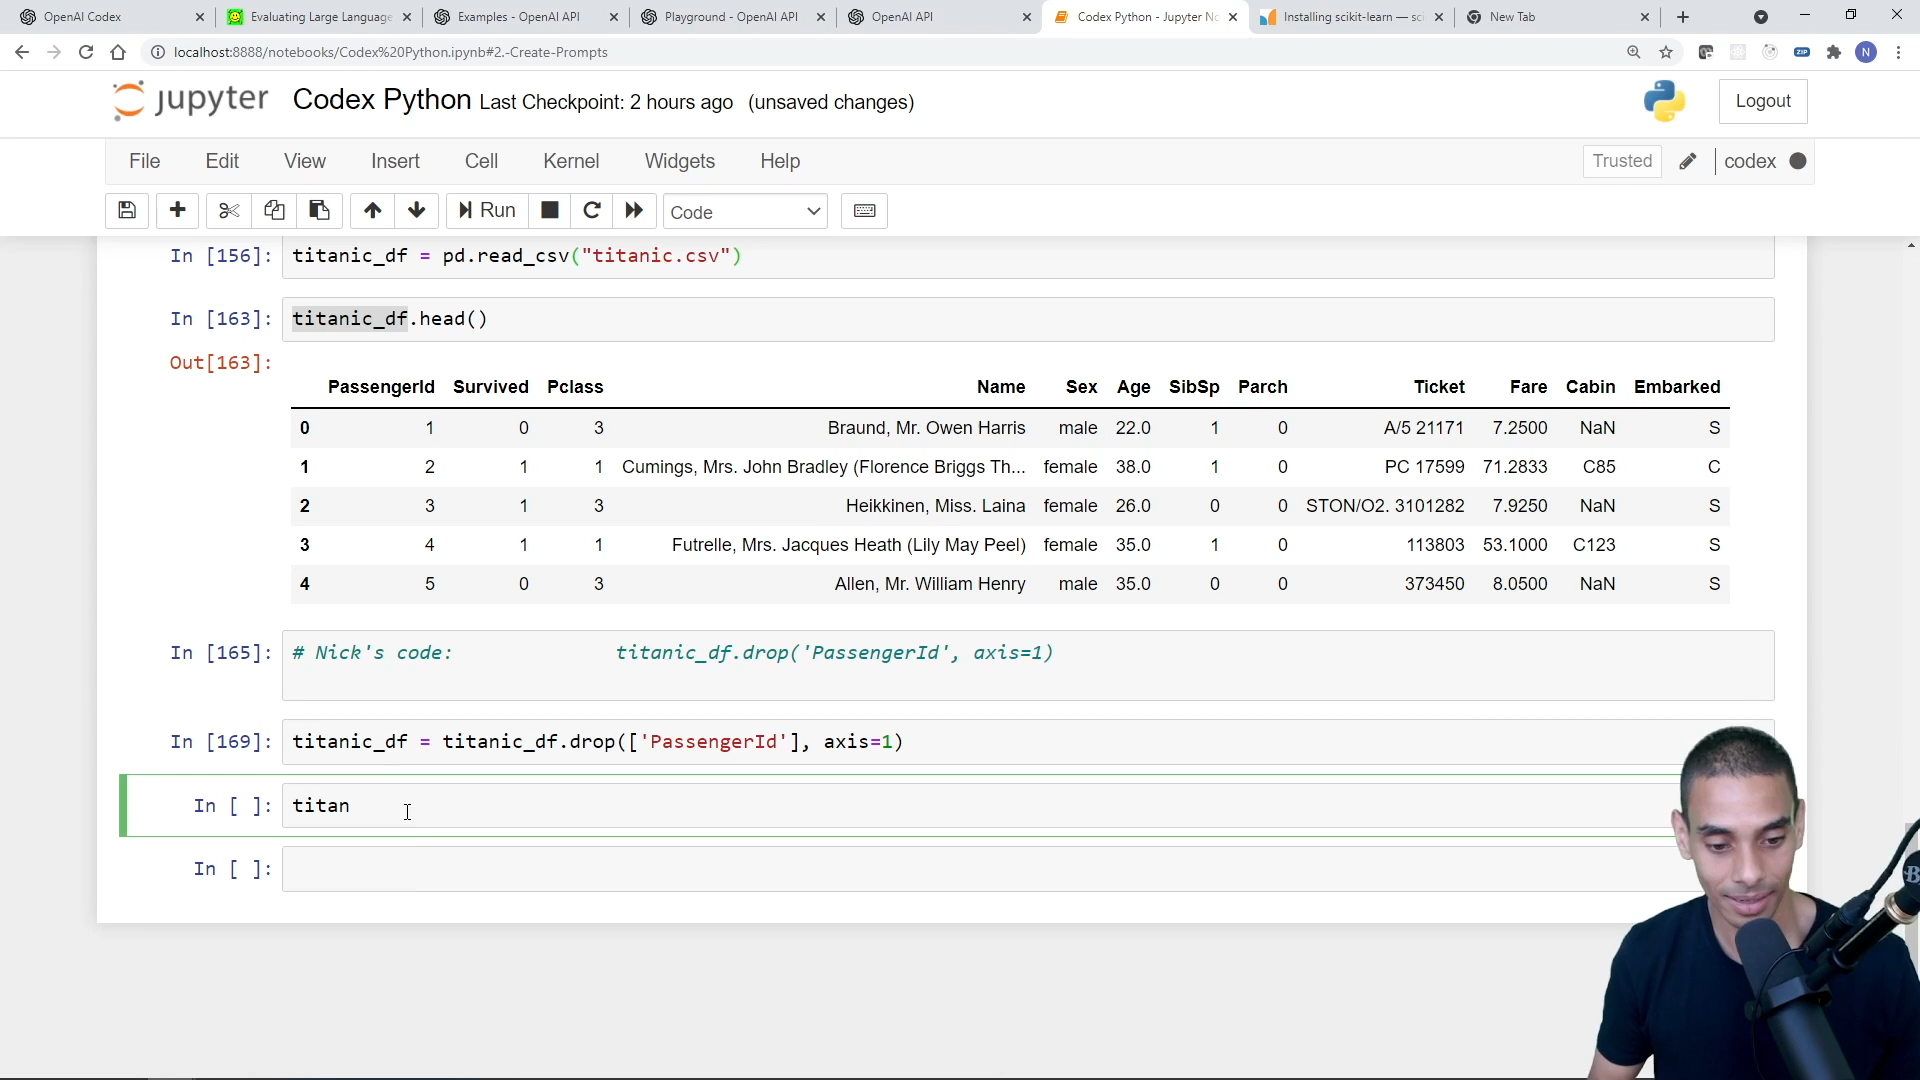 OpenAI Codex
Evaluating Large Language
Examples - OpenAI API
Playground - OpenAI API
OpenAI API
Codex Python - Jupyter No
Installing scikit-learn — sci
New Tab
localhost:8888/notebooks/Codex%20Python.ipynb#2.-Create-Prompts
ZIP
N
jupyter Codex Python Last Checkpoint: 2 hours ago (unsaved changes)
Logout
File Edit View Insert Cell Kernel Widgets Help
Trusted codex
Run Code
In [156]: titanic_df = pd.read_csv("titanic.csv")
In [163]: titanic_df.head()
Out[163]:
PassengerId Survived Pclass Name Sex Age SibSp Parch Ticket Fare Cabin Embarked
0 1 0 3 Braund, Mr. Owen Harris male 22.0 1 0 A/5 21171 7.2500 NaN S
1 2 1 1 Cumings, Mrs. John Bradley (Florence Briggs Th... female 38.0 1 0 PC 17599 71.2833 C85 C
2 3 1 3 Heikkinen, Miss. Laina female 26.0 0 0 STON/O2. 3101282 7.9250 NaN S
3 4 1 1 Futrelle, Mrs. Jacques Heath (Lily May Peel) female 35.0 1 0 113803 53.1000 C123 S
4 5 0 3 Allen, Mr. William Henry male 35.0 0 0 373450 8.0500 NaN S
In [165]: # Nick's code: titanic_df.drop('PassengerId', axis=1)
In [169]: titanic_df = titanic_df.drop(['PassengerId'], axis=1)
In [ ]: titan
In [ ]: